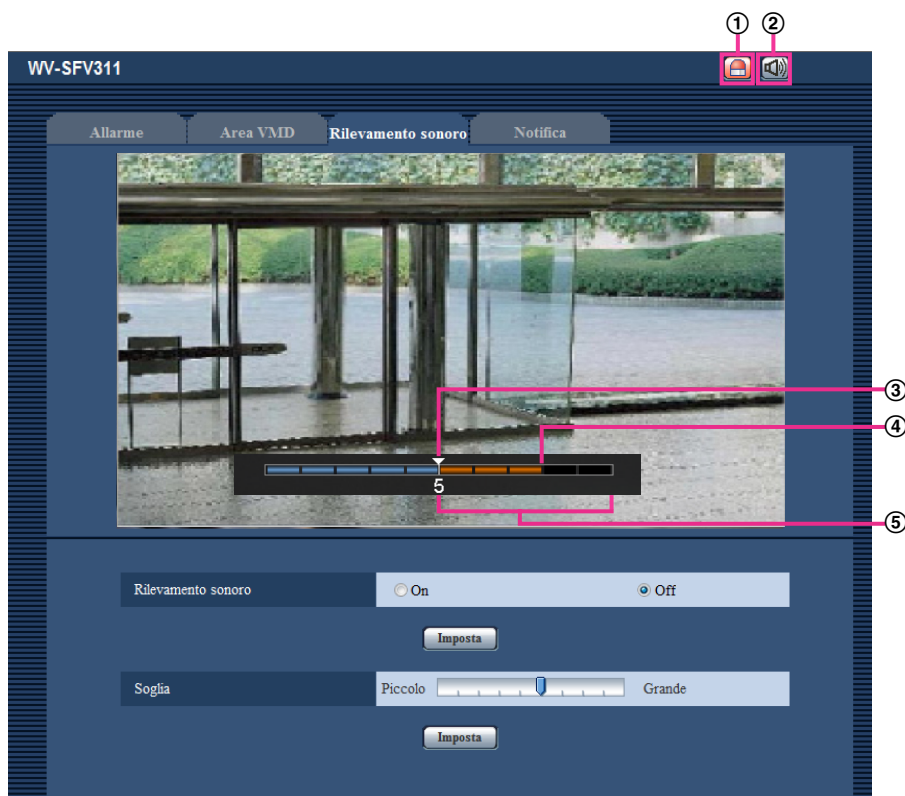 ① ②
WV-SFV311
Allarme Area VMD Rilevamento sonoro Notifica
③
④
5
⑤
Rilevamento sonoro On Off
Imposta
Soglia Piccolo Grande
Imposta